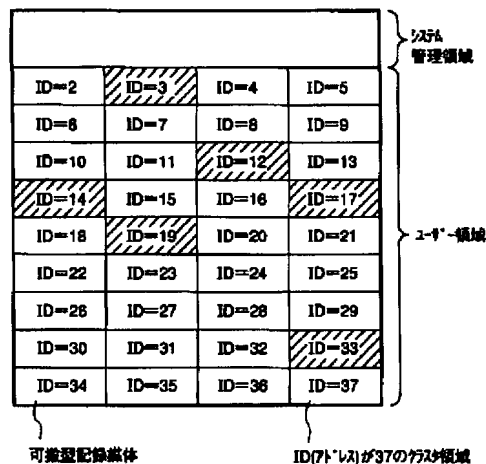 システム
管理領域
ID=2 ID=3 ID=4 ID=5
ID=6 ID=7 ID=8 ID=9
ID=10 ID=11 ID=12 ID=13
ID=14 ID=15 ID=16 ID=17
ID=18 ID=19 ID=20 ID=21
ユーザー領域
ID=22 ID=23 ID=24 ID=25
ID=26 ID=27 ID=28 ID=29
ID=30 ID=31 ID=32 ID=33
ID=34 ID=35 ID=36 ID=37
可搬型記録媒体
ID(アドレス)が37のクラスタ領域